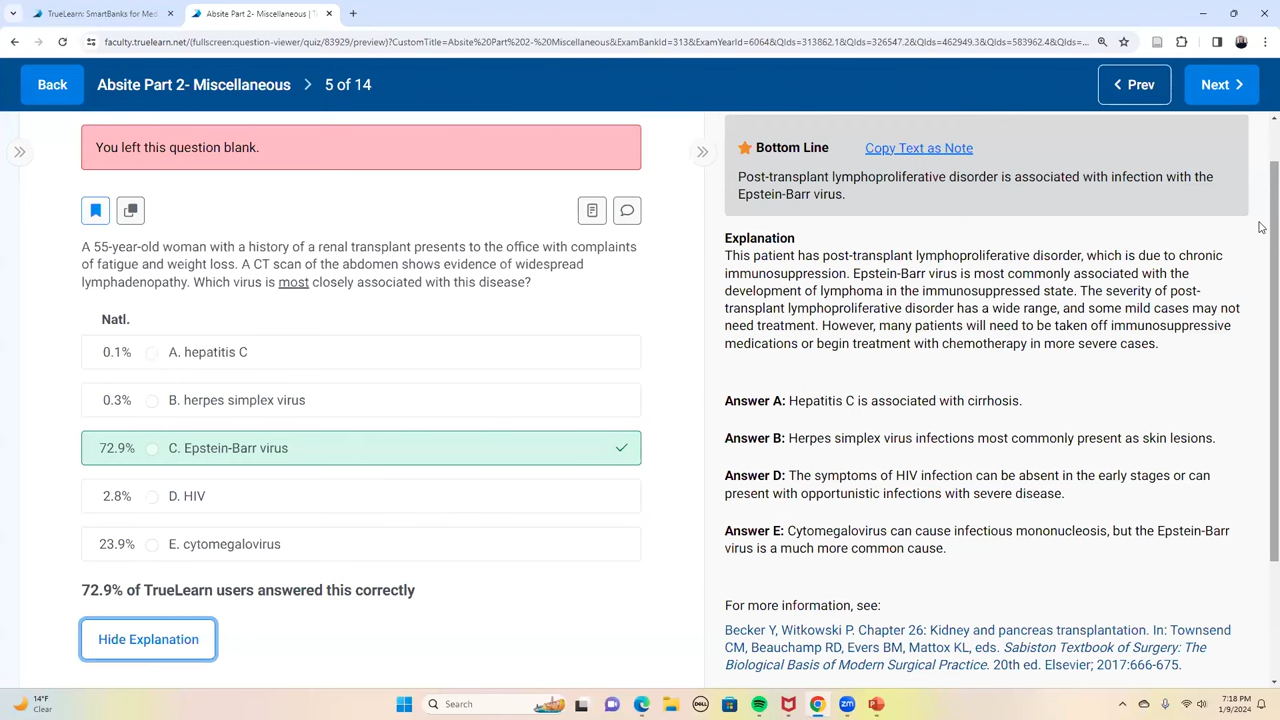 TrueLearn: SmartBanks for Med
Absite Part 2- Miscellaneous | T
faculty.truelearn.net/(fullscreen:question-viewer/quiz/83929/preview)?CustomTitle=Absite%20Part%202-%20Miscellaneous&ExamBankId=313&ExamYearId=6064&QIds=313862,1&QIds=326547.2&QIds=462949.3&QIds=583962.4&QIds=...
Back
Absite Part 2- Miscellaneous > 5 of 14
Prev
Next
You left this question blank.
A 55-year-old woman with a history of a renal transplant presents to the office with complaints
of fatigue and weight loss. A CT scan of the abdomen shows evidence of widespread
lymphadenopathy. Which virus is most closely associated with this disease?
Natl.
0.1% A. hepatitis C
0.3% B. herpes simplex virus
72.9% C. Epstein-Barr virus
2.8% D. HIV
23.9% E. cytomegalovirus
72.9% of TrueLearn users answered this correctly
Hide Explanation
Bottom Line Copy Text as Note
Post-transplant lymphoproliferative disorder is associated with infection with the
Epstein-Barr virus.
Explanation
This patient has post-transplant lymphoproliferative disorder, which is due to chronic
immunosuppression. Epstein-Barr virus is most commonly associated with the
development of lymphoma in the immunosuppressed state. The severity of post-
transplant lymphoproliferative disorder has a wide range, and some mild cases may not
need treatment. However, many patients will need to be taken off immunosuppressive
medications or begin treatment with chemotherapy in more severe cases.
Answer A: Hepatitis C is associated with cirrhosis.
Answer B: Herpes simplex virus infections most commonly present as skin lesions.
Answer D: The symptoms of HIV infection can be absent in the early stages or can
present with opportunistic infections with severe disease.
Answer E: Cytomegalovirus can cause infectious mononucleosis, but the Epstein-Barr
virus is a much more common cause.
For more information, see:
Becker Y, Witkowski P. Chapter 26: Kidney and pancreas transplantation. In: Townsend
CM, Beauchamp RD, Evers BM, Mattox KL, eds. Sabiston Textbook of Surgery: The
Biological Basis of Modern Surgical Practice. 20th ed. Elsevier; 2017:666-675.
14°F
Clear
Search
DELL
zm
7:18 PM
1/9/2024